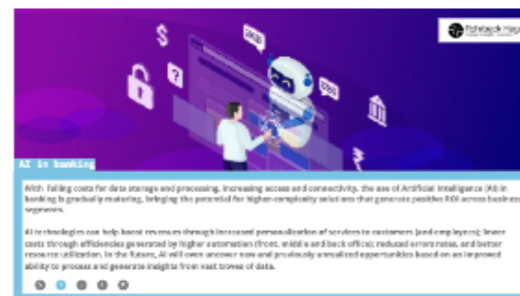 AI in banking
With falling costs for data storage and processing, increasing access and connectivity, the use of Artificial Intelligence (AI) in
banking is gradually maturing, bringing the potential for higher-complexity solutions that generate positive ROI across business
segments.
AI technologies can help boost revenues through increased personalisation of services to customers (and employees); lower
costs through efficiencies generated by higher automation (front, middle and back office); reduced errors rates, and better
resource utilization. In the future, AI will even uncover new and previously unrealized opportunities based on an improved
ability to process and generate insights from vast troves of data.